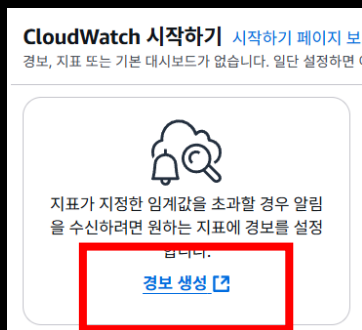 CloudWatch 시작하기 시작하기 페이지 보
경보, 지표 또는 기본 대시보드가 없습니다. 일단 설정하면
지표가 지정한 임계값을 초과할 경우 알림
을 수신하려면 원하는 지표에 경보를 설정
합니다.
경보 생성